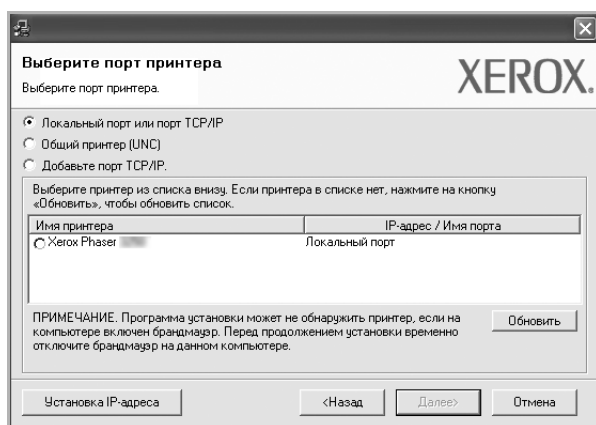 Выберите порт принтера
Выберите порт принтера.
XEROX.
Локальный порт или порт TCP/IP
Общий принтер (UNC)
Добавьте порт TCP/IP.
Выберите принтер из списка внизу. Если принтера в списке нет, нажмите на кнопку
«Обновить», чтобы обновить список.
Имя принтера IP-адрес / Имя порта
Xerox Phaser Локальный порт
ПРИМЕЧАНИЕ. Программа установки может не обнаружить принтер, если на
компьютере включен брандмауэр. Перед продолжением установки временно
отключите брандмауэр на данном компьютере.
Обновить
Установка IP-адреса <Назад Далее> Отмена